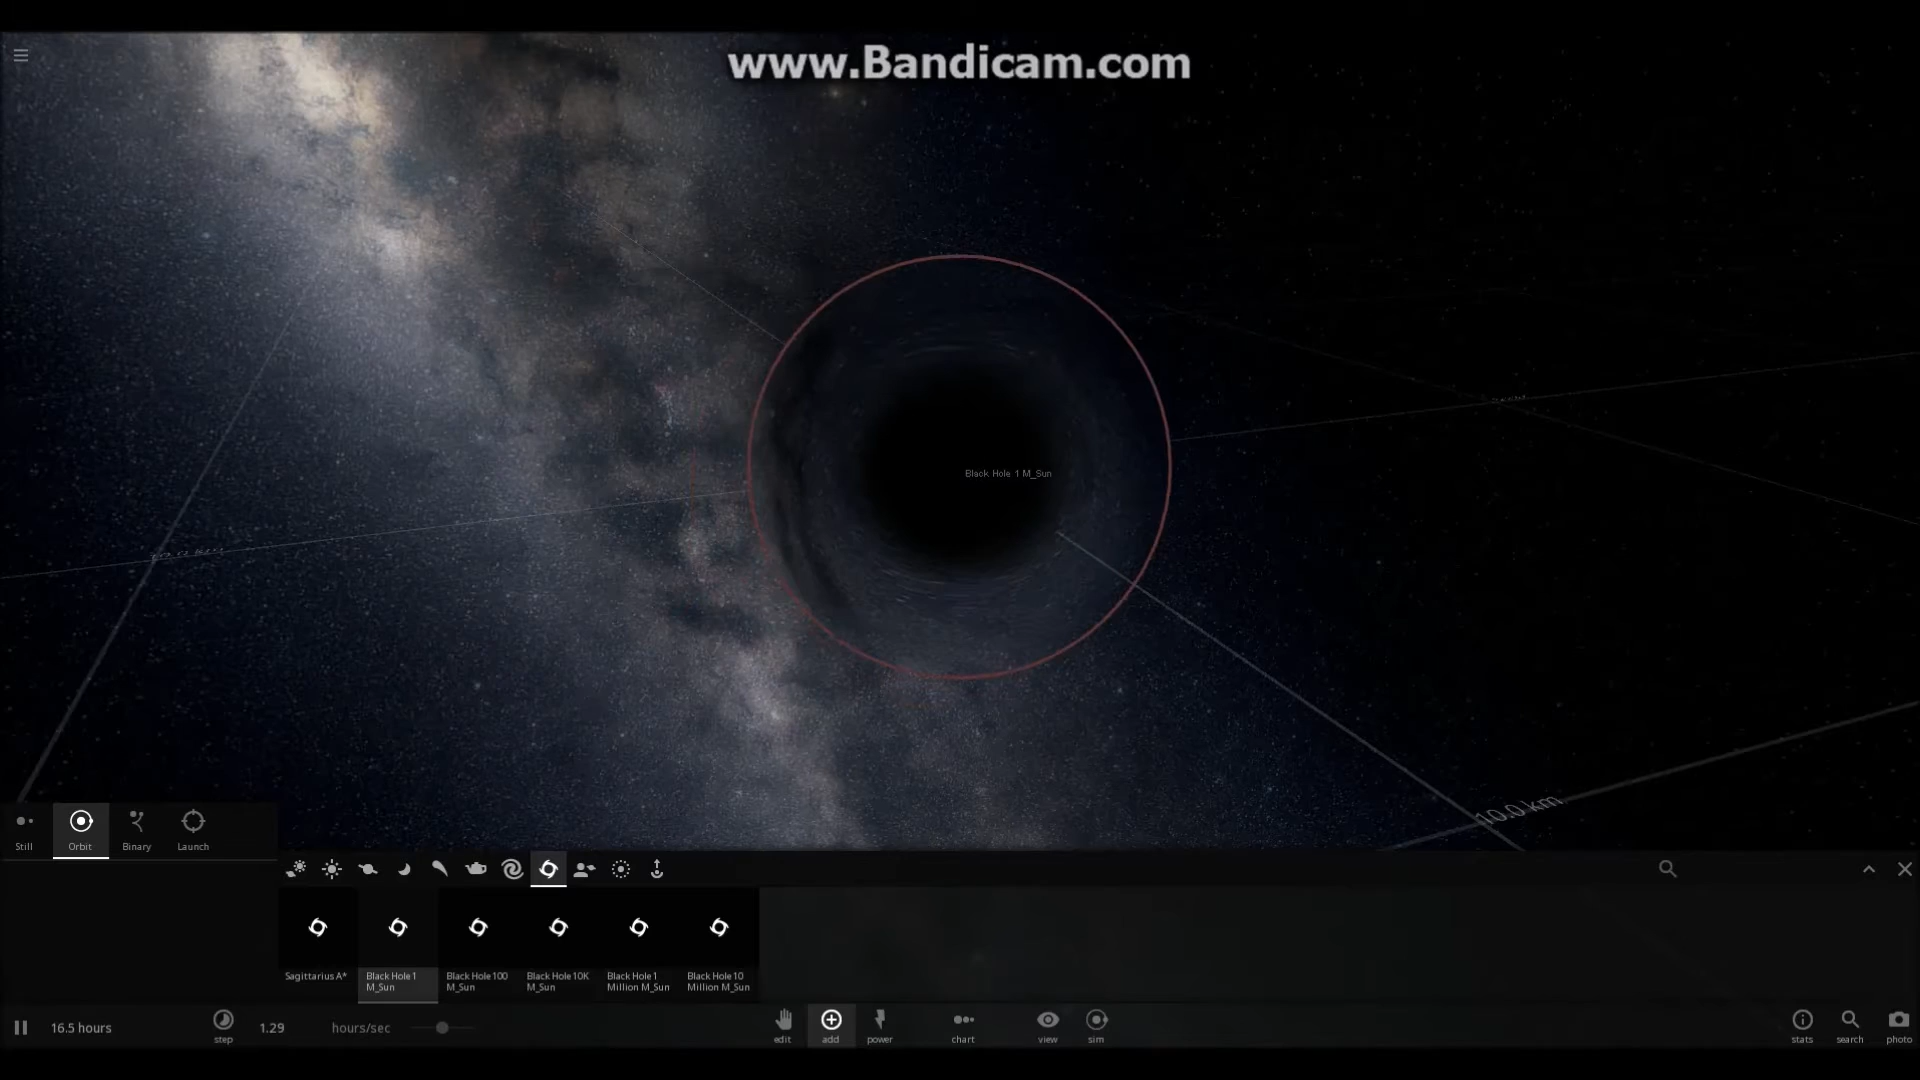 www.Bandicam.com
Black Hole 1 M_Sun
10.0 km
Still
Orbit
Binary
Launch
Sagittarius A*
Black Hole 1
M_Sun
Black Hole 100
M_Sun
Black Hole 10K
M_Sun
Black Hole 1
Million M_Sun
Black Hole 10
Million M_Sun
16.5 hours
step
1.29
hours/sec
edit
add
power
chart
view
sim
stats
search
photo